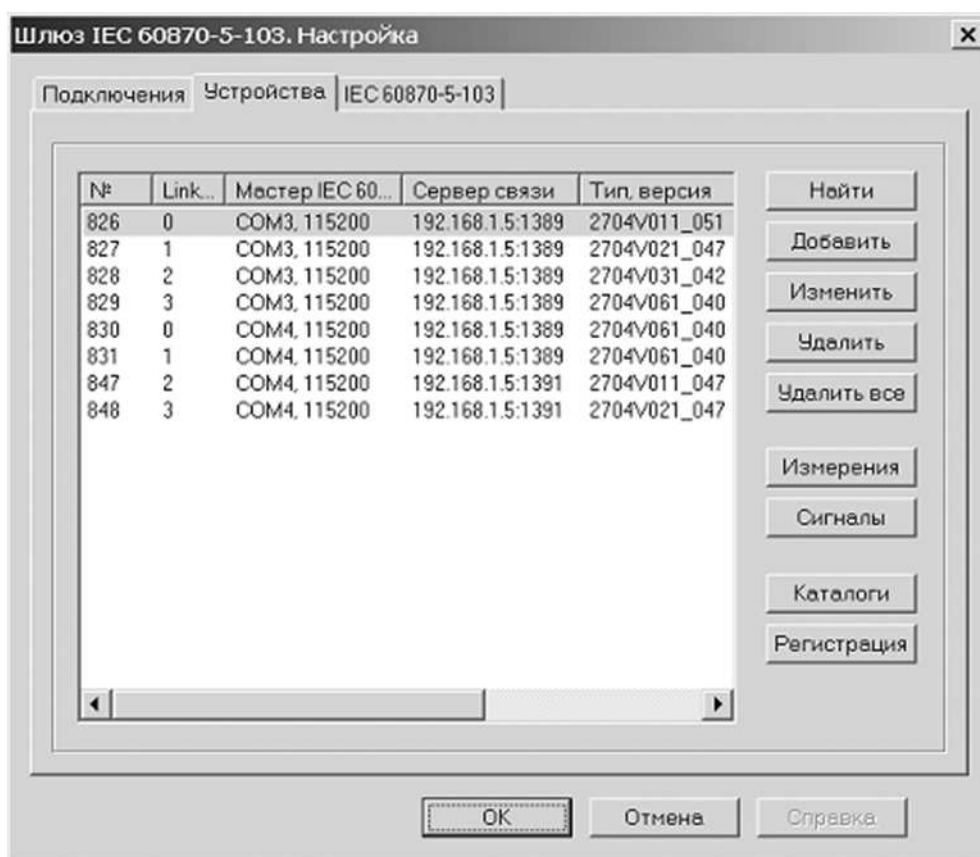 Шлюз IEC 60870-5-103. Настройка
Подключения Устройства IEC 60870-5-103
№ Link... Мастер IEC 60... Сервер связи Тип, версия
826 0 COM3, 115200 192.168.1.5:1389 2704V011_051
827 1 COM3, 115200 192.168.1.5:1389 2704V021_047
828 2 COM3, 115200 192.168.1.5:1389 2704V031_042
829 3 COM3, 115200 192.168.1.5:1389 2704V061_040
830 0 COM4, 115200 192.168.1.5:1389 2704V061_040
831 1 COM4, 115200 192.168.1.5:1389 2704V061_040
847 2 COM4, 115200 192.168.1.5:1391 2704V011_047
848 3 COM4, 115200 192.168.1.5:1391 2704V021_047
Найти
Добавить
Изменить
Удалить
Удалить все
Измерения
Сигналы
Каталоги
Регистрация
OK Отмена Справка